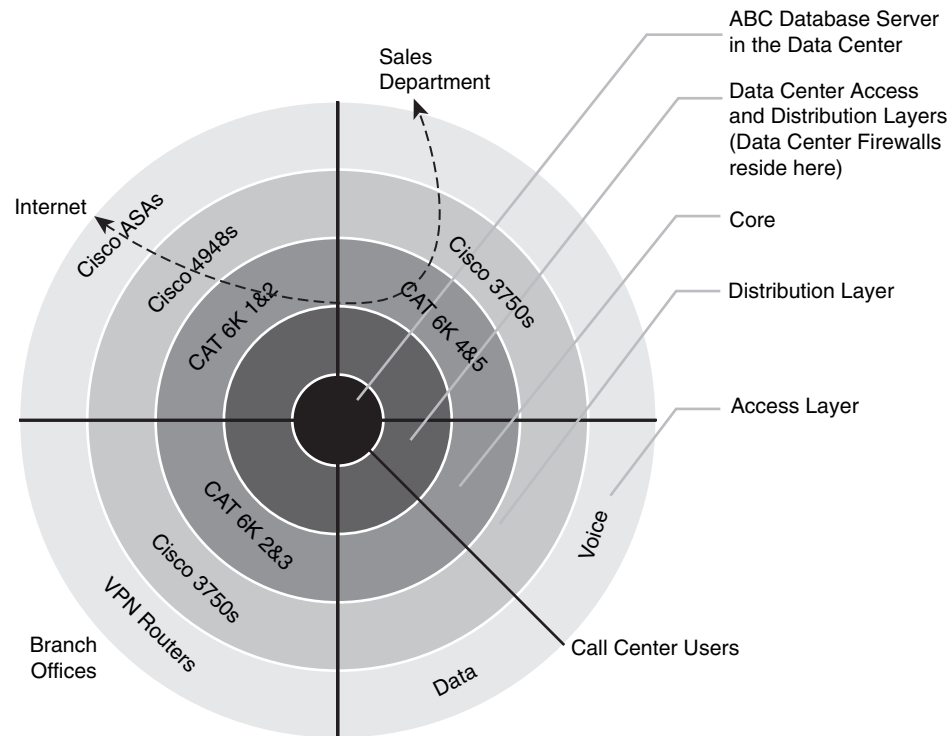 ABC Database Server
in the Data Center
Sales
Department
Data Center Access
and Distribution Layers
(Data Center Firewalls
reside here)
Internet
Cisco ASAs
Cisco 4948s
CAT 6K 1&2
Cisco 3750s
CAT 6K 4&5
Core
Distribution Layer
Access Layer
CAT 6K 2&3
Cisco 3750s
VPN Routers
Branch
Offices
Voice
Data
Call Center Users